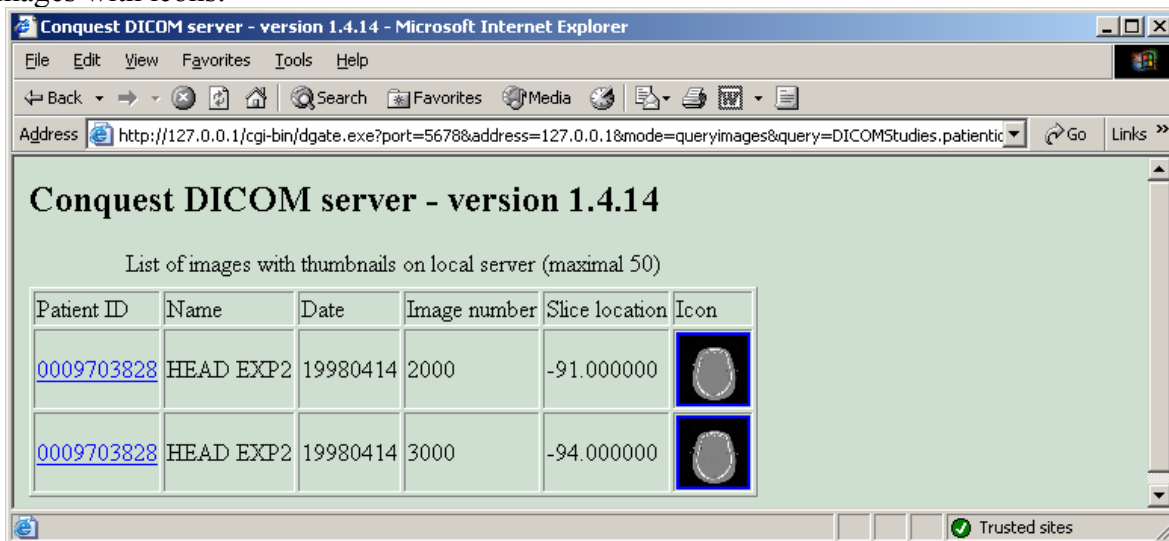 images with icons.
Conquest DICOM server - version 1.4.14 - Microsoft Internet Explorer
File Edit View Favorites Tools Help
Back Search Favorites Media
Address http://127.0.0.1/cgi-bin/dgate.exe?port=5678&address=127.0.0.1&mode=queryimages&query=DICOMStudies.patientic Go Links »
Conquest DICOM server - version 1.4.14
List of images with thumbnails on local server (maximal 50)
Patient ID Name Date Image number Slice location Icon
0009703828 HEAD EXP2 19980414 2000 -91.000000
0009703828 HEAD EXP2 19980414 3000 -94.000000
Trusted sites